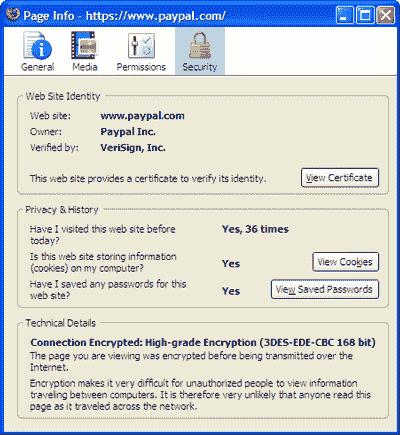 Page Info - https://www.paypal.com/
General Media Permissions Security
Web Site Identity
Web site: www.paypal.com
Owner: Paypal Inc.
Verified by: VeriSign, Inc.
This web site provides a certificate to verify its identity. View Certificate
Privacy & History
Have I visited this web site before
today?
Yes, 36 times
Is this web site storing information
(cookies) on my computer?
Yes
View Cookies
Have I saved any passwords for this
web site?
Yes
View Saved Passwords
Technical Details
Connection Encrypted: High-grade Encryption (3DES-EDE-CBC 168 bit)
The page you are viewing was encrypted before being transmitted over the
Internet.
Encryption makes it very difficult for unauthorized people to view information
traveling between computers. It is therefore very unlikely that anyone read this
page as it traveled across the network.